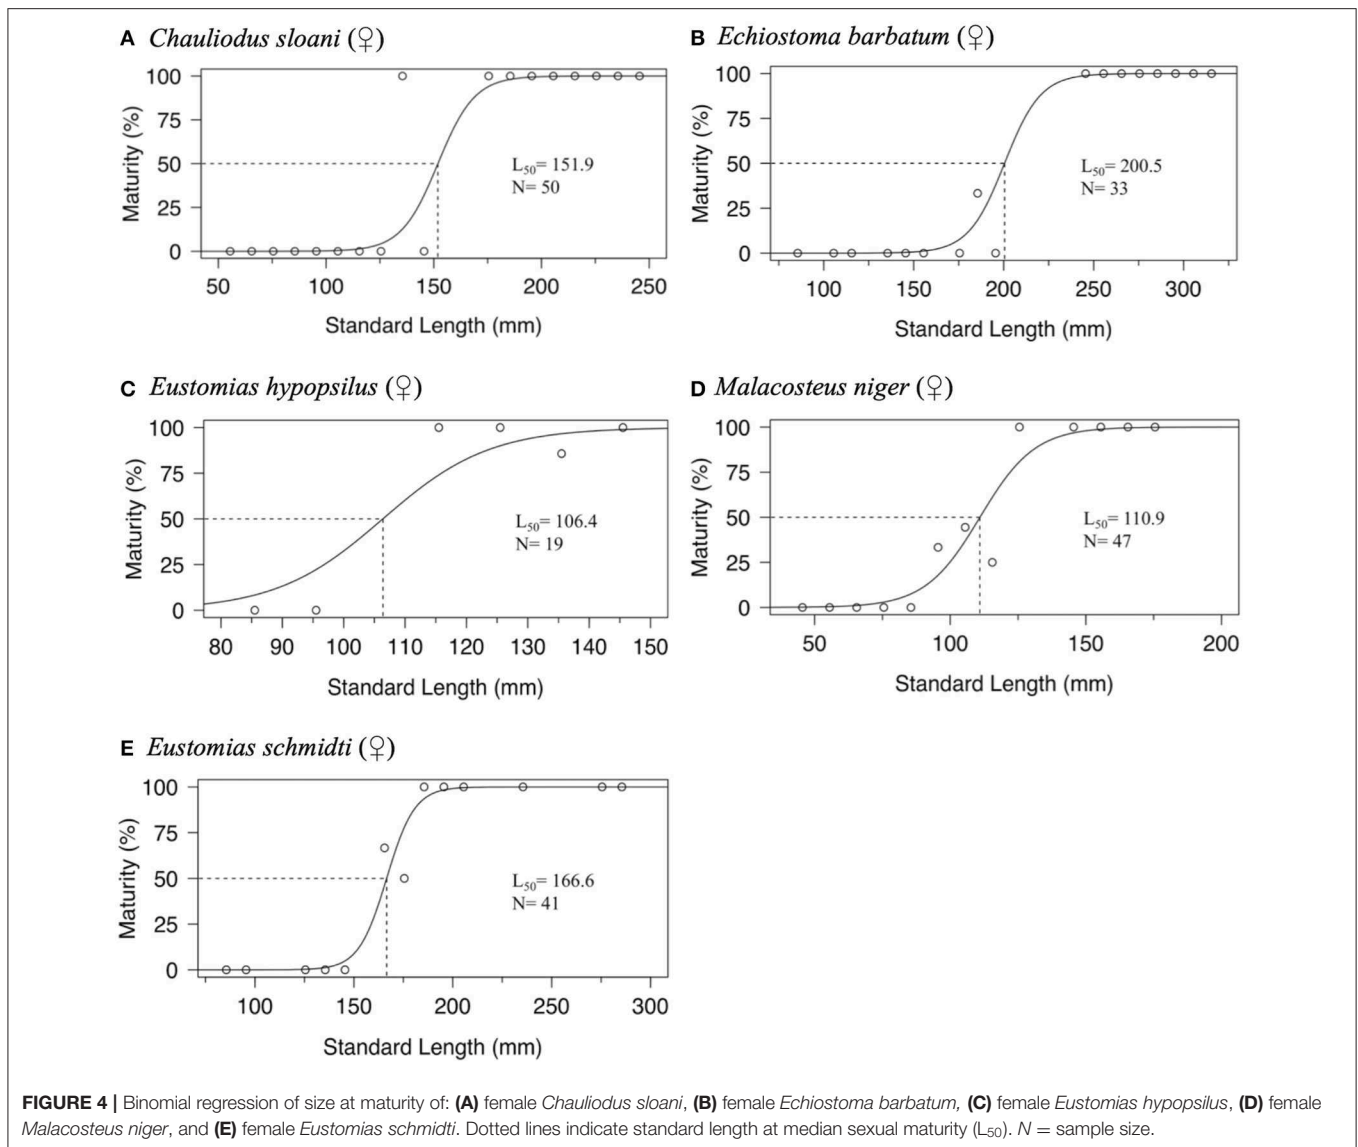 A Chauliodus sloani (♀)
100
75
50
25
0
Maturity (%)
L50= 151.9
N= 50
50 100 150 200 250
Standard Length (mm)
B Echiostoma barbatum (♀)
100
75
50
25
0
Maturity (%)
L50= 200.5
N= 33
100 150 200 250 300
Standard Length (mm)
C Eustomias hypopsilus (♀)
100
75
50
25
0
Maturity (%)
L50= 106.4
N= 19
80 90 100 110 120 130 140 150
Standard Length (mm)
D Malacosteus niger (♀)
100
75
50
25
0
Maturity (%)
L50= 110.9
N= 47
50 100 150 200
Standard Length (mm)
E Eustomias schmidti (♀)
100
75
50
25
0
Maturity (%)
L50= 166.6
N= 41
100 150 200 250 300
Standard Length (mm)
FIGURE 4 | Binomial regression of size at maturity of: (A) female Chauliodus sloani, (B) female Echiostoma barbatum, (C) female Eustomias hypopsilus, (D) female
Malacosteus niger, and (E) female Eustomias schmidti. Dotted lines indicate standard length at median sexual maturity (L50). N = sample size.